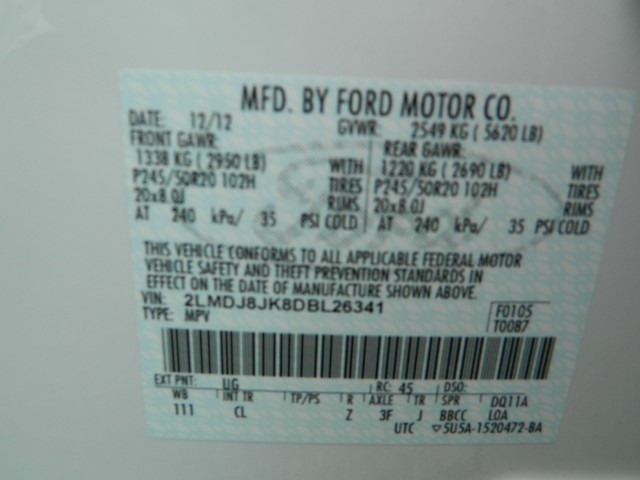 MFD. BY FORD MOTOR CO.
DATE: 12/12 GVWR: 2549 KG ( 5620 LB)
FRONT GAWR: REAR GAWR:
1338 KG ( 2950 LB) WITH 1220 KG ( 2690 LB) WITH
P245/50R20 102H TIRES P245/50R20 102H TIRES
20x8.0J RIMS 20x8.0J RIMS
AT 240 kPa/ 35 PSI COLD AT 240 kPa/ 35 PSI COLD
THIS VEHICLE CONFORMS TO ALL APPLICABLE FEDERAL MOTOR
VEHICLE SAFETY AND THEFT PREVENTION STANDARDS IN
EFFECT ON THE DATE OF MANUFACTURE SHOWN ABOVE.
VIN: 2LMDJ8JK8DBL26341 F0105
TYPE: MPV T0087
EXT PNT: UG RC: 45 DSO:
WB INT TR TP/PS R AXLE TR SPR DQ11A
111 CL Z 3F J BBCC LOA
UTC ▽5U5A-1520472-BA